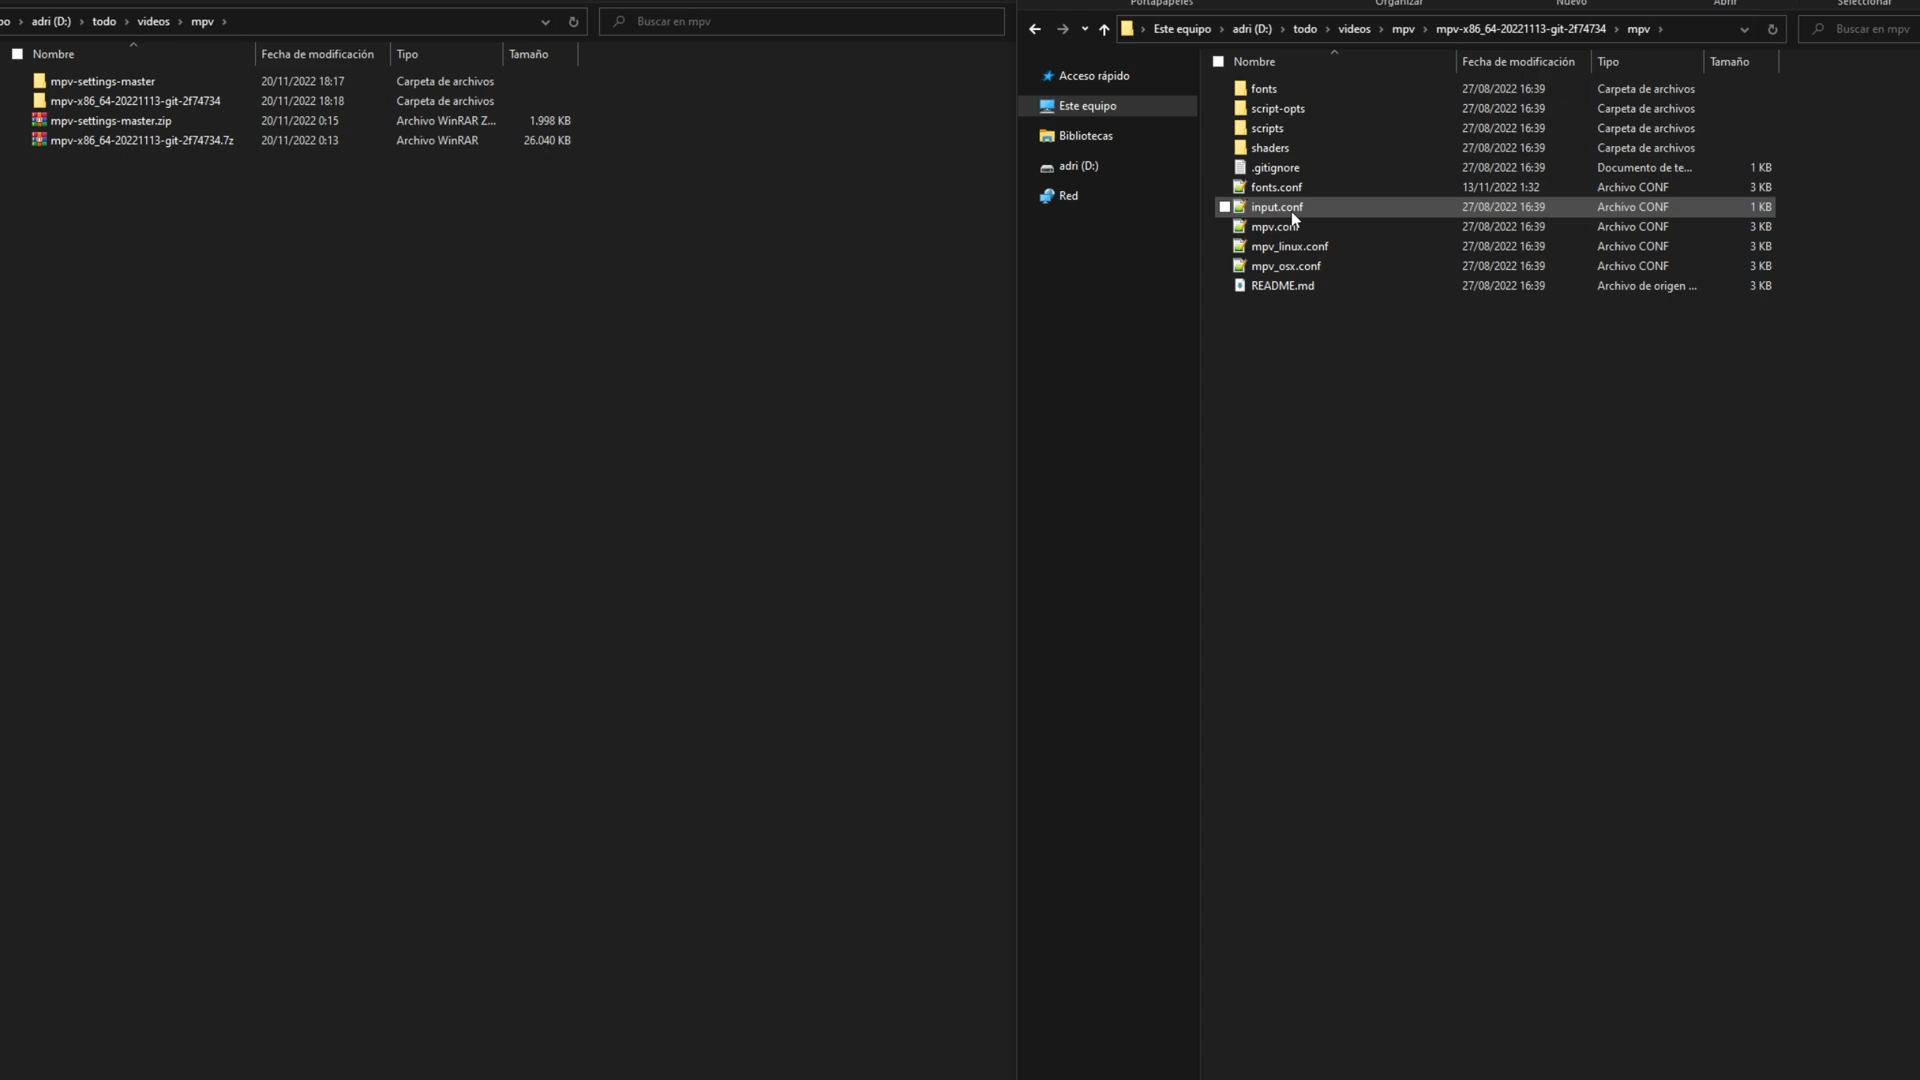 po > adri (D:) > todo > videos > mpv >
Buscar en mpv
Nombre Fecha de modificación Tipo Tamaño
mpv-settings-master 20/11/2022 18:17 Carpeta de archivos
mpv-x86_64-20221113-git-2f74734 20/11/2022 18:18 Carpeta de archivos
mpv-settings-master.zip 20/11/2022 0:15 Archivo WinRAR Z... 1.998 KB
mpv-x86_64-20221113-git-2f74734.7z 20/11/2022 0:13 Archivo WinRAR 26.040 KB
Portapapeles Organizar Nuevo Abrir Seleccionar
Este equipo > adri (D:) > todo > videos > mpv > mpv-x86_64-20221113-git-2f74734 > mpv >
Buscar en mpv
Acceso rápido
Este equipo
Bibliotecas
adri (D:)
Red
Nombre Fecha de modificación Tipo Tamaño
fonts 27/08/2022 16:39 Carpeta de archivos
script-opts 27/08/2022 16:39 Carpeta de archivos
scripts 27/08/2022 16:39 Carpeta de archivos
shaders 27/08/2022 16:39 Carpeta de archivos
.gitignore 27/08/2022 16:39 Documento de te... 1 KB
fonts.conf 13/11/2022 1:32 Archivo CONF 3 KB
input.conf 27/08/2022 16:39 Archivo CONF 1 KB
mpv.conf 27/08/2022 16:39 Archivo CONF 3 KB
mpv_linux.conf 27/08/2022 16:39 Archivo CONF 3 KB
mpv_osx.conf 27/08/2022 16:39 Archivo CONF 3 KB
README.md 27/08/2022 16:39 Archivo de origen ... 3 KB